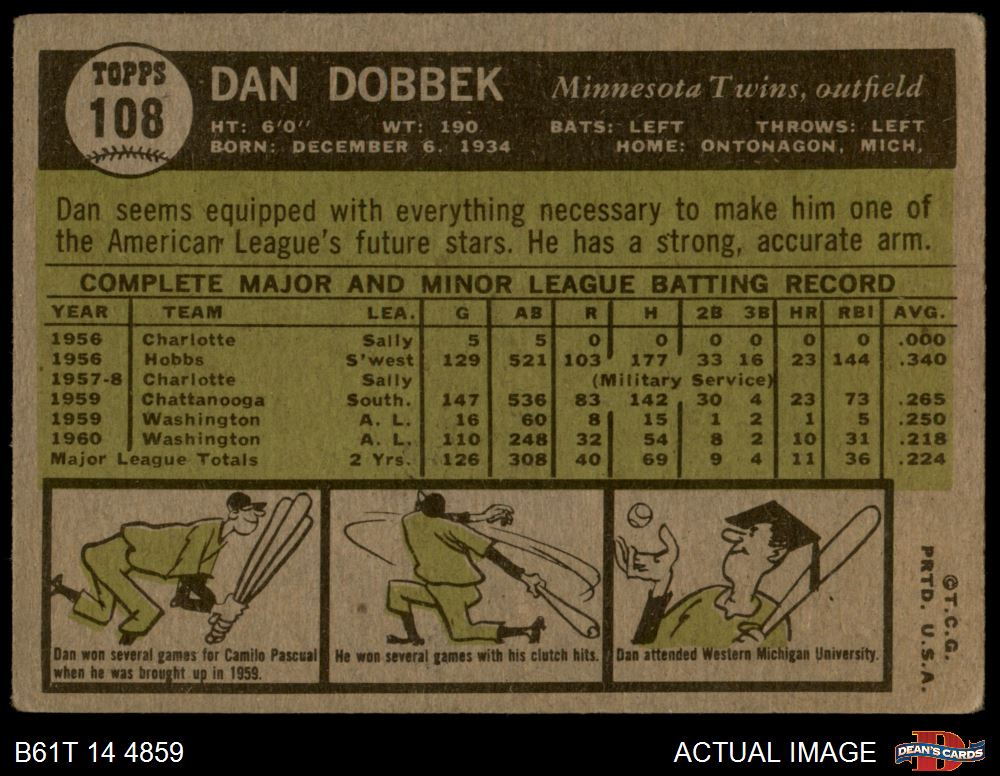 TOPPS
108
DAN DOBBEK Minnesota Twins, outfield
HT: 6'0" WT: 190 BATS: LEFT THROWS: LEFT
BORN: DECEMBER 6, 1934 HOME: ONTONAGON, MICH.
Dan seems equipped with everything necessary to make him one of
the American League's future stars. He has a strong, accurate arm.
COMPLETE MAJOR AND MINOR LEAGUE BATTING RECORD
YEAR TEAM LEA. G AB R H 2B 3B HR RBI AVG.
1956 Charlotte Sally 5 5 0 0 0 0 0 0 .000
1956 Hobbs S'west 129 521 103 177 33 16 23 144 .340
1957-8 Charlotte Sally (Military Service)
1959 Chattanooga South. 147 536 83 142 30 4 23 73 .265
1959 Washington A. L. 16 60 8 15 1 2 1 5 .250
1960 Washington A. L. 110 248 32 54 8 2 10 31 .218
Major League Totals 2 Yrs. 126 308 40 69 9 4 11 36 .224
Dan won several games for Camilo Pascual
when he was brought up in 1959.
He won several games with his clutch hits.
Dan attended Western Michigan University.
©T.C.G.
PRTD. U.S.A.
B61T 14 4859
ACTUAL IMAGE
DEAN'S CARDS